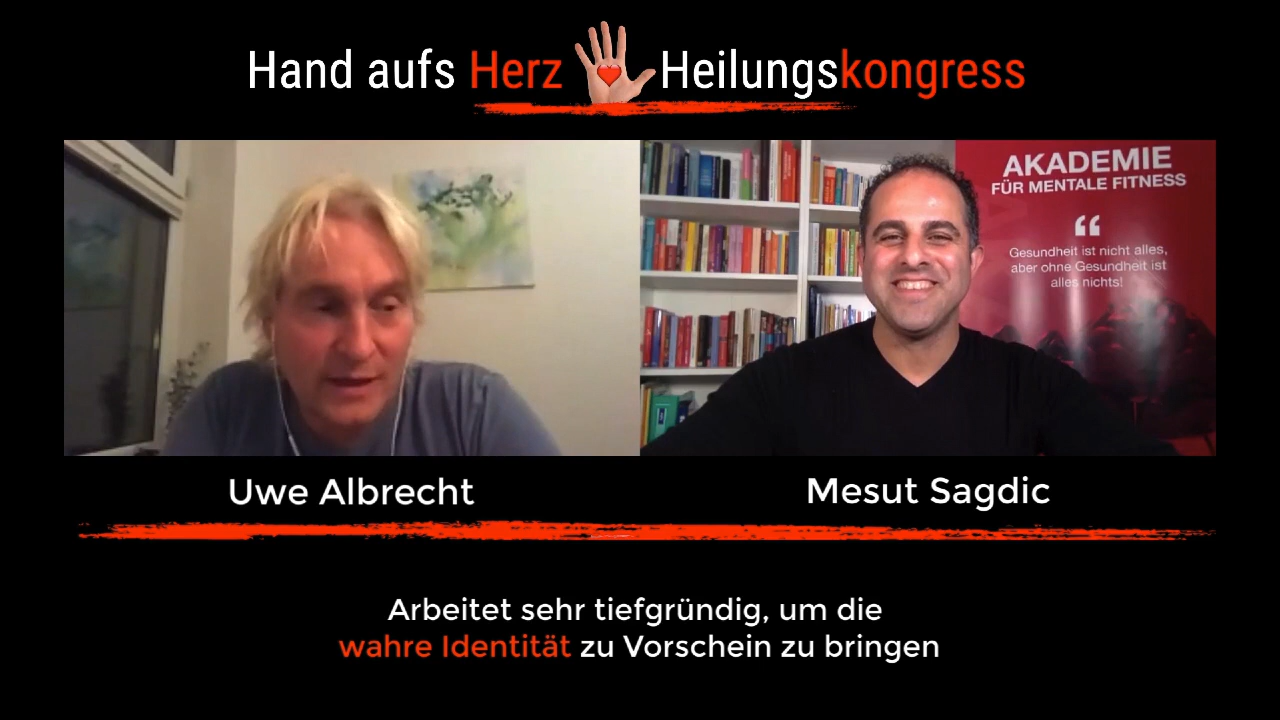 Hand aufs Herz Heilungskongress
AKADEMIE
FÜR MENTALE FITNESS
“
Gesundheit ist nicht alles,
aber ohne Gesundheit ist
alles nichts!
Uwe Albrecht
Mesut Sagdic
Arbeitet sehr tiefgründig, um die
wahre Identität zu Vorschein zu bringen